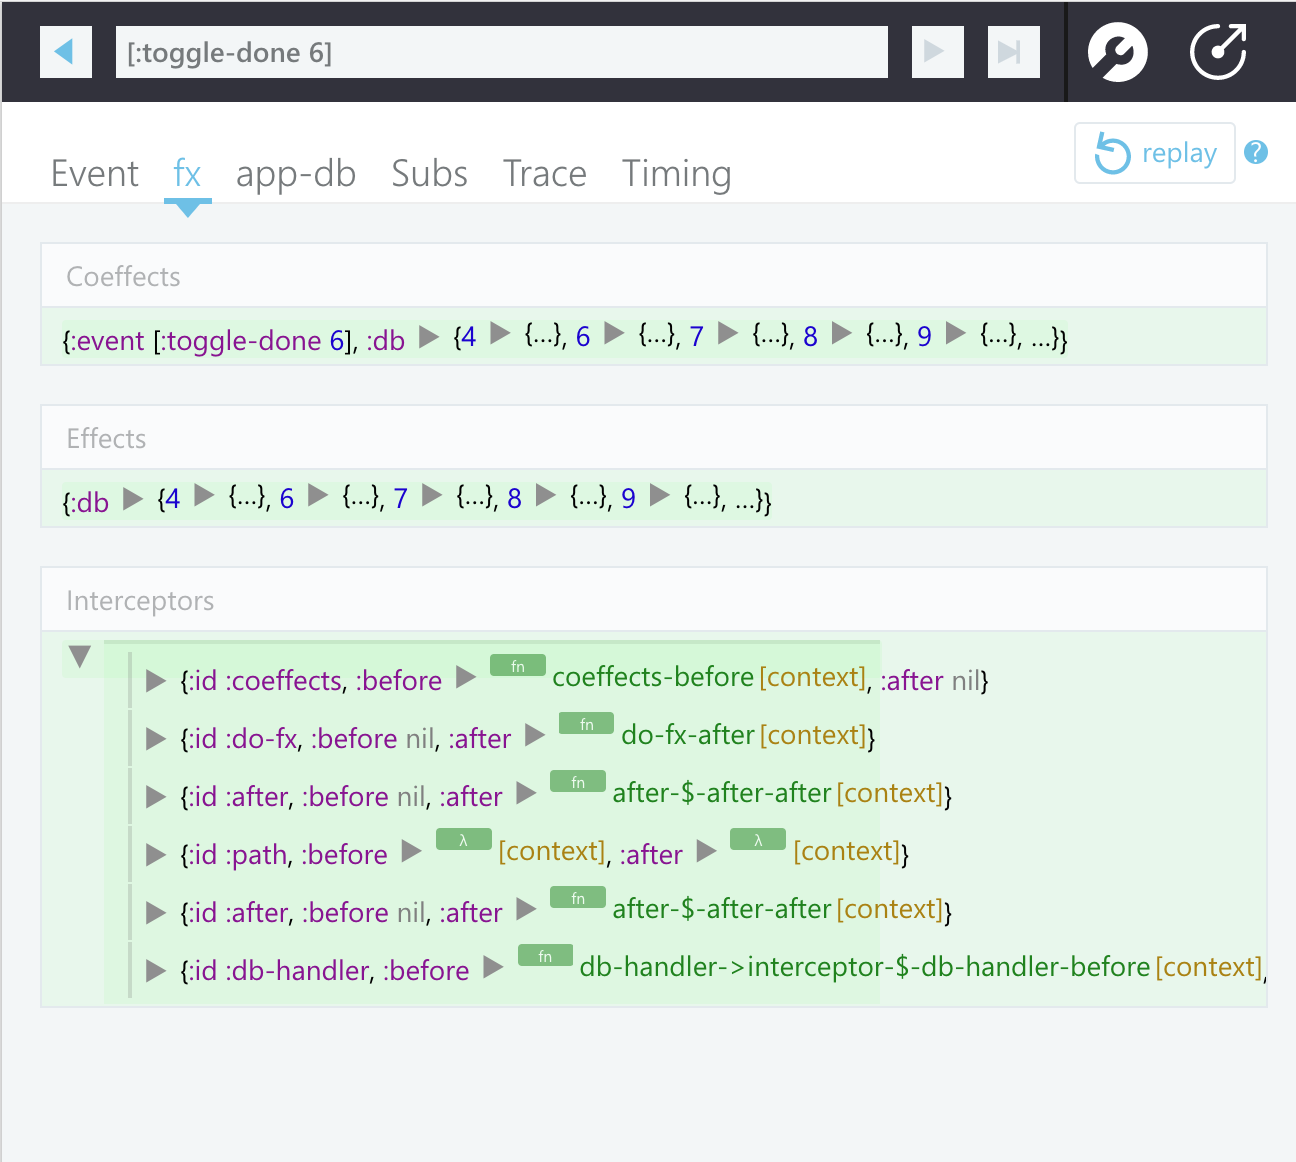 [:toggle-done 6]
Event fx app-db Subs Trace Timing replay ?
Coeffects
{:event [:toggle-done 6], :db ▶ {4 ▶ {...}, 6 ▶ {...}, 7 ▶ {...}, 8 ▶ {...}, 9 ▶ {...}, ...}}
Effects
{:db ▶ {4 ▶ {...}, 6 ▶ {...}, 7 ▶ {...}, 8 ▶ {...}, 9 ▶ {...}, ...}}
Interceptors
▼
▶ {:id :coeffects, :before ▶ fn coeffects-before [context], :after nil}
▶ {:id :do-fx, :before nil, :after ▶ fn do-fx-after [context]}
▶ {:id :after, :before nil, :after ▶ fn after-$-after-after [context]}
▶ {:id :path, :before ▶ λ [context], :after ▶ λ [context]}
▶ {:id :after, :before nil, :after ▶ fn after-$-after-after [context]}
▶ {:id :db-handler, :before ▶ fn db-handler->interceptor-$-db-handler-before [context],